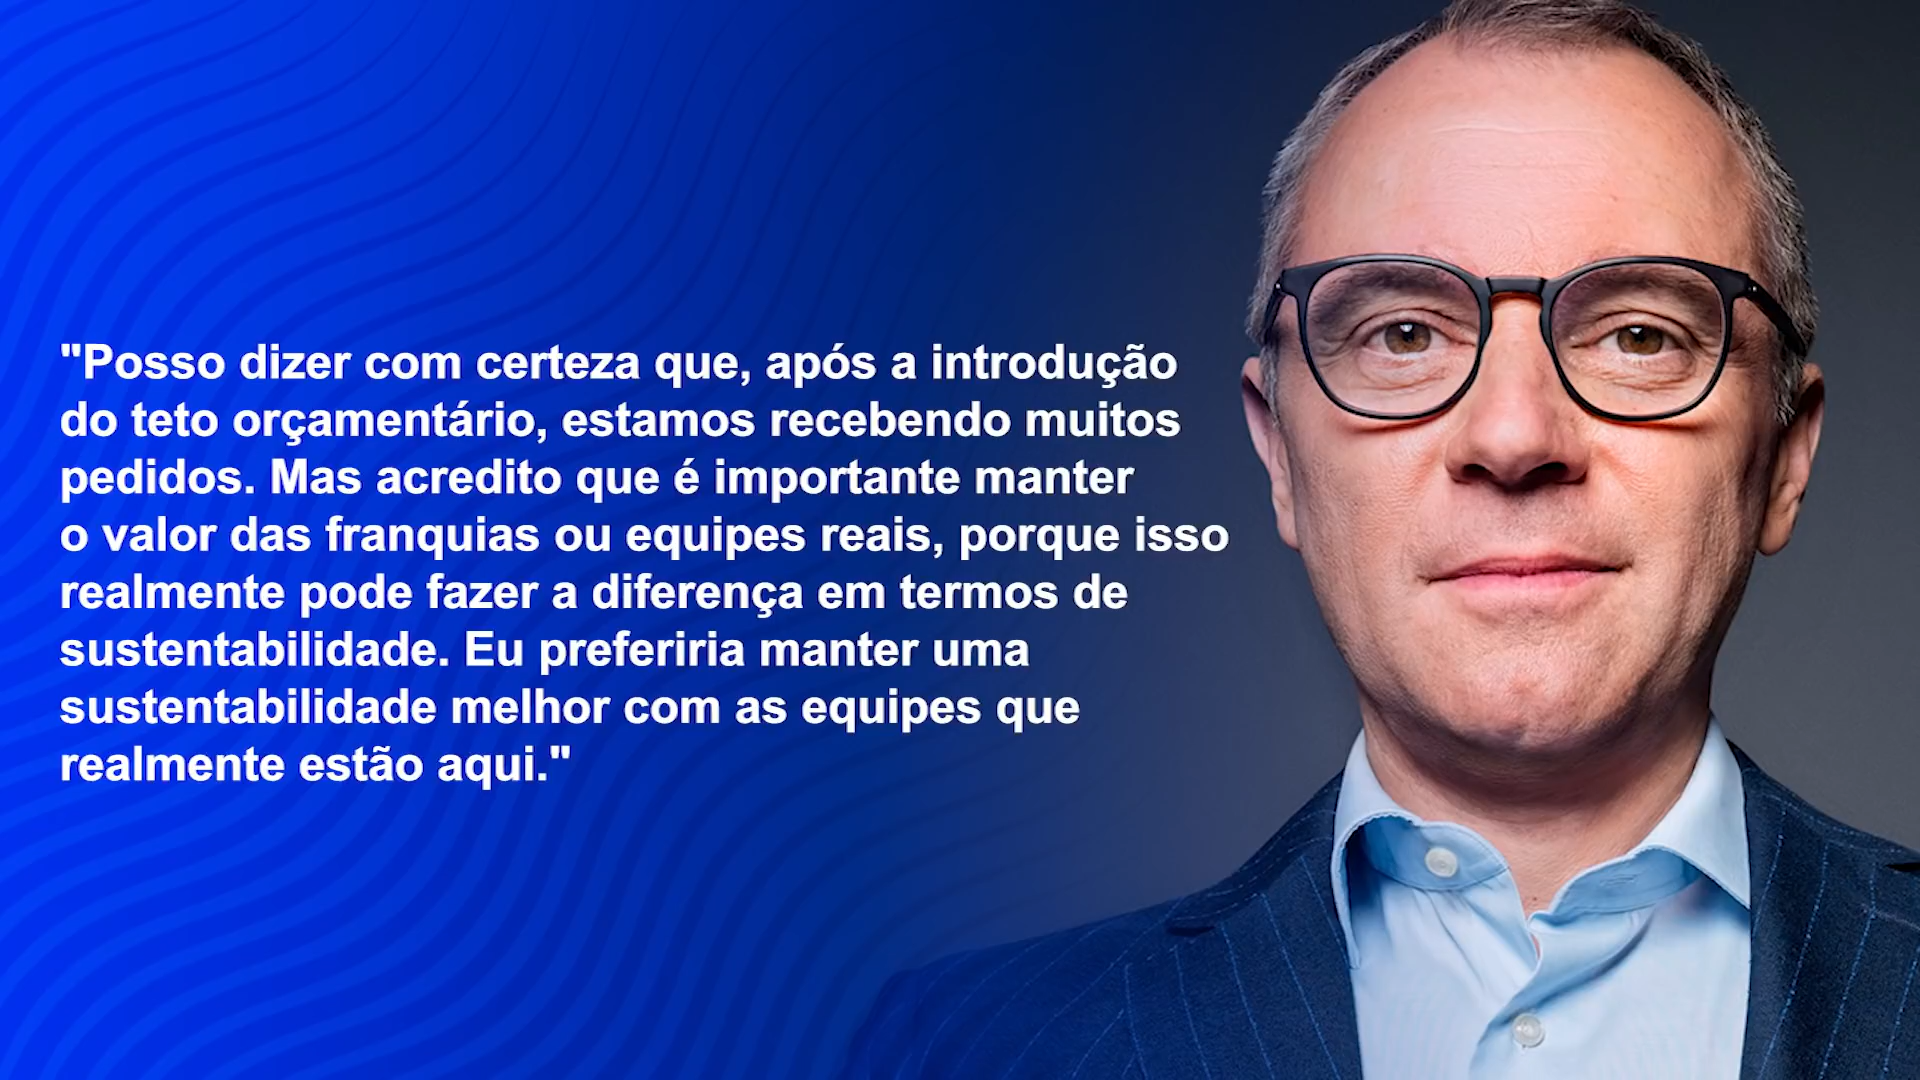 "Posso dizer com certeza que, após a introdução
do teto orçamentário, estamos recebendo muitos
pedidos. Mas acredito que é importante manter
o valor das franquias ou equipes reais, porque isso
realmente pode fazer a diferença em termos de
sustentabilidade. Eu preferiria manter uma
sustentabilidade melhor com as equipes que
realmente estão aqui."